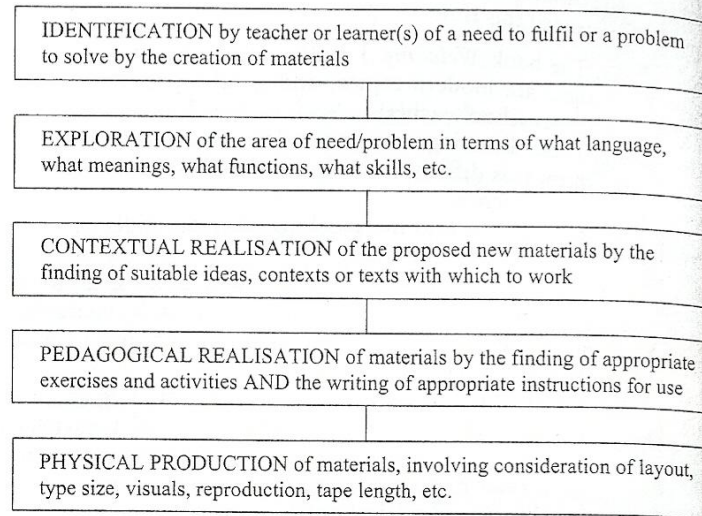 IDENTIFICATION by teacher or learner(s) of a need to fulfil or a problem
to solve by the creation of materials
EXPLORATION of the area of need/problem in terms of what language,
what meanings, what functions, what skills, etc.
CONTEXTUAL REALISATION of the proposed new materials by the
finding of suitable ideas, contexts or texts with which to work
PEDAGOGICAL REALISATION of materials by the finding of appropriate
exercises and activities AND the writing of appropriate instructions for use
PHYSICAL PRODUCTION of materials, involving consideration of layout,
type size, visuals, reproduction, tape length, etc.